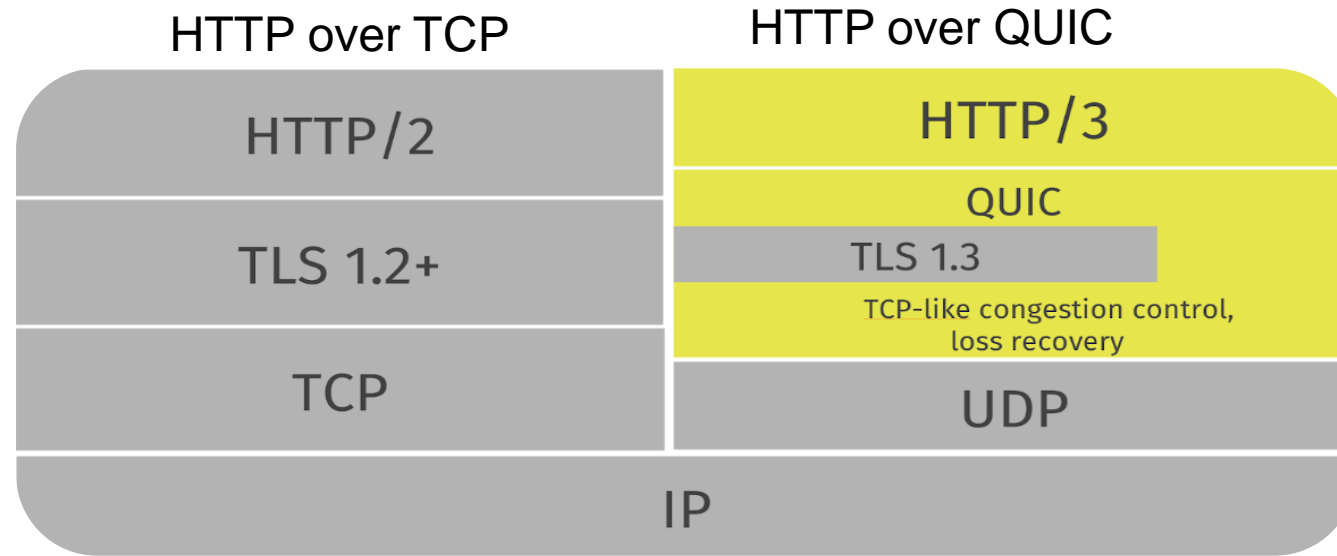 HTTP over TCP
HTTP over QUIC
HTTP/2
TLS 1.2+
TCP
HTTP/3
QUIC
TLS 1.3
TCP-like congestion control,
loss recovery
UDP
IP